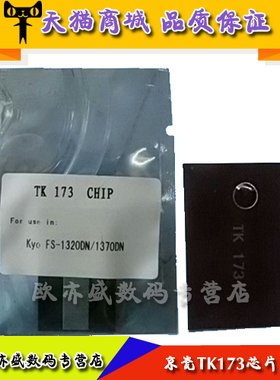 天猫商城 品质保证
TK 173 CHIP
For use in:
Kyo FS-1320DN/1370DN
TK 173
欧亦盛数码专营店
欧亦盛数码专营店
京瓷TK173芯片